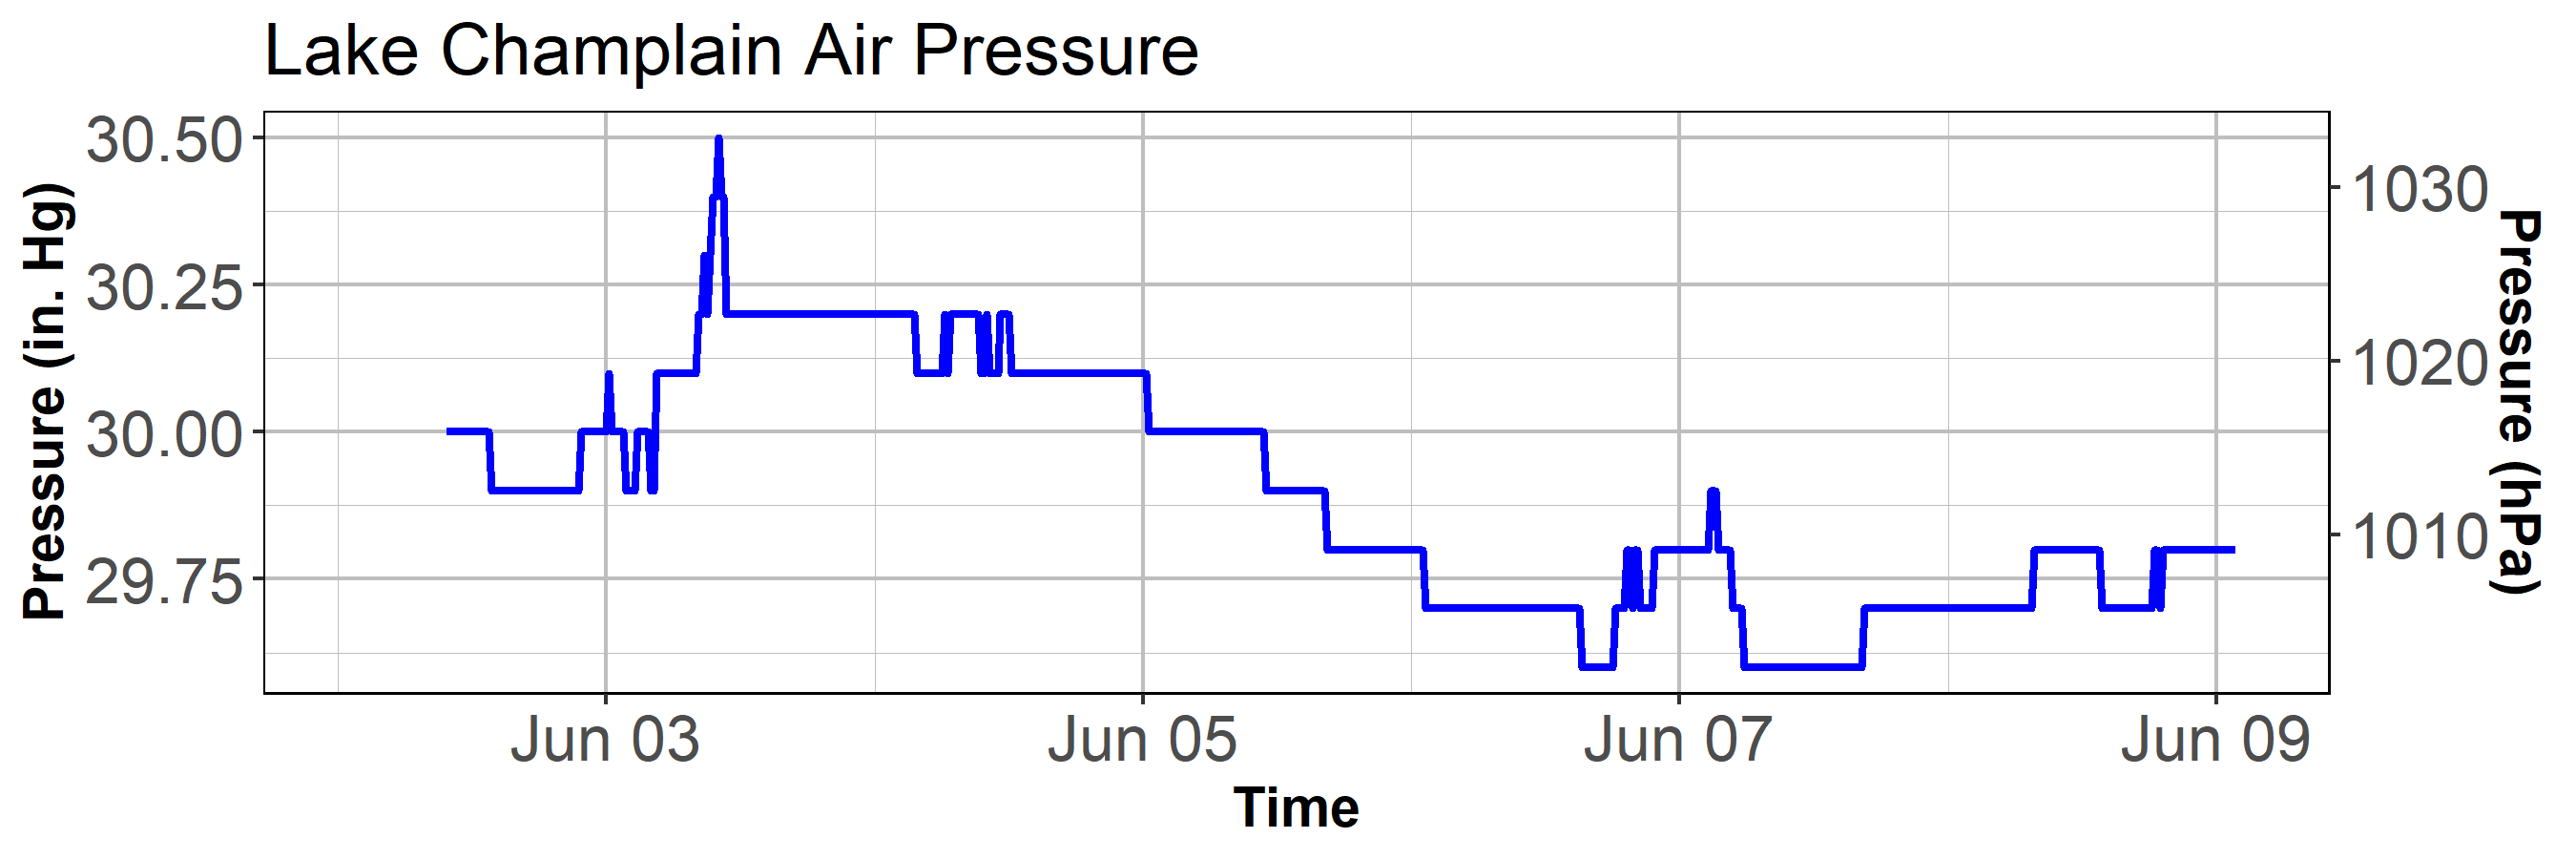 Lake Champlain Air Pressure
Pressure (in. Hg)
30.50
30.25
30.00
29.75
1030
1020
1010
Pressure (hPa)
Jun 03
Jun 05
Jun 07
Jun 09
Time